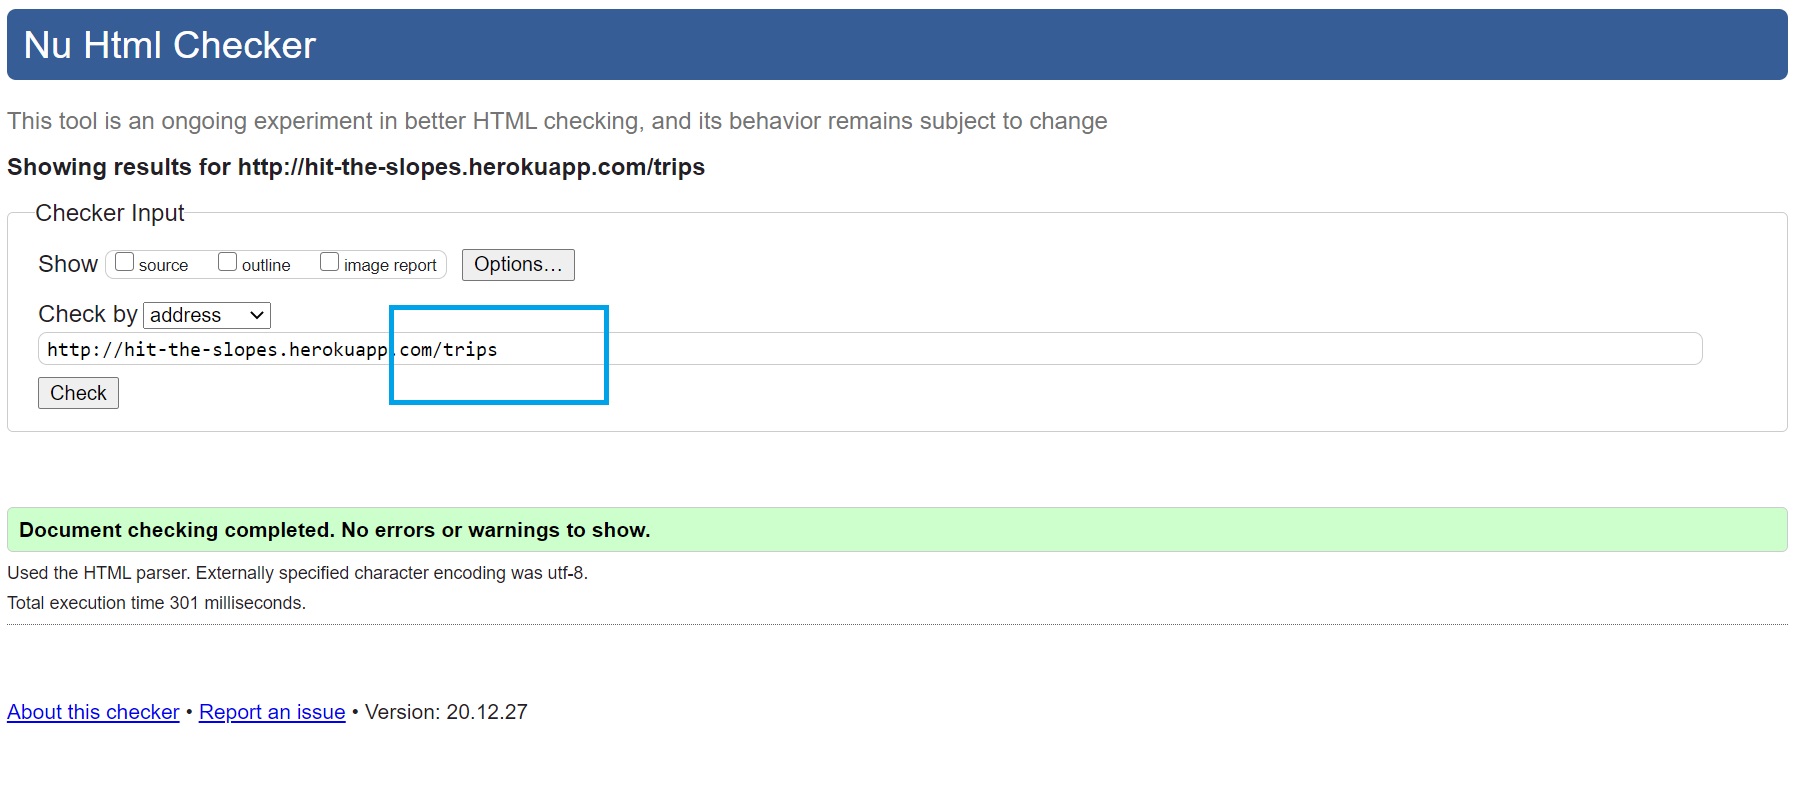 Nu Html Checker
This tool is an ongoing experiment in better HTML checking, and its behavior remains subject to change
Showing results for http://hit-the-slopes.herokuapp.com/trips
Checker Input
Show source outline image report Options…
Check by address
http://hit-the-slopes.herokuapp.com/trips
Check
Document checking completed. No errors or warnings to show.
Used the HTML parser. Externally specified character encoding was utf-8.
Total execution time 301 milliseconds.
About this checker • Report an issue • Version: 20.12.27